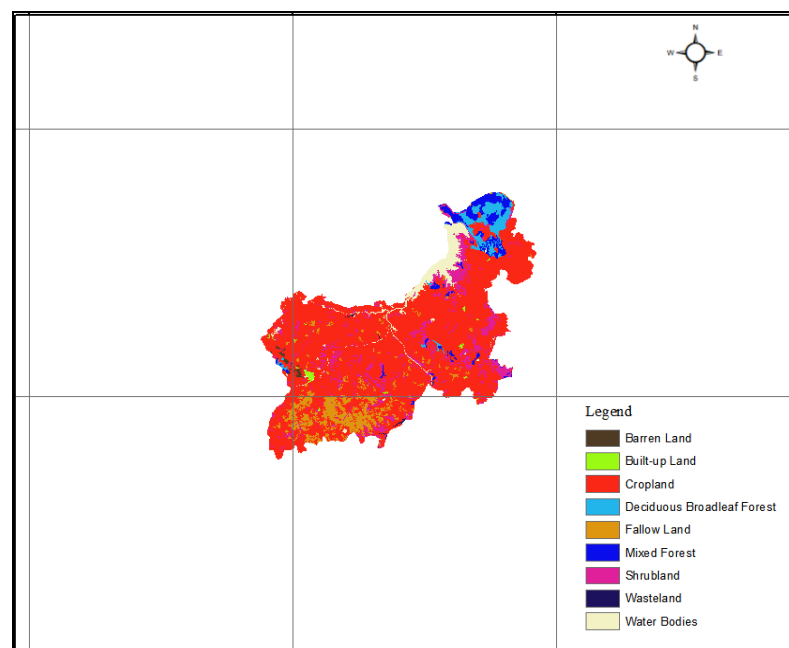 N
W E
S
Legend
Barren Land
Built-up Land
Cropland
Deciduous Broadleaf Forest
Fallow Land
Mixed Forest
Shrubland
Wasteland
Water Bodies